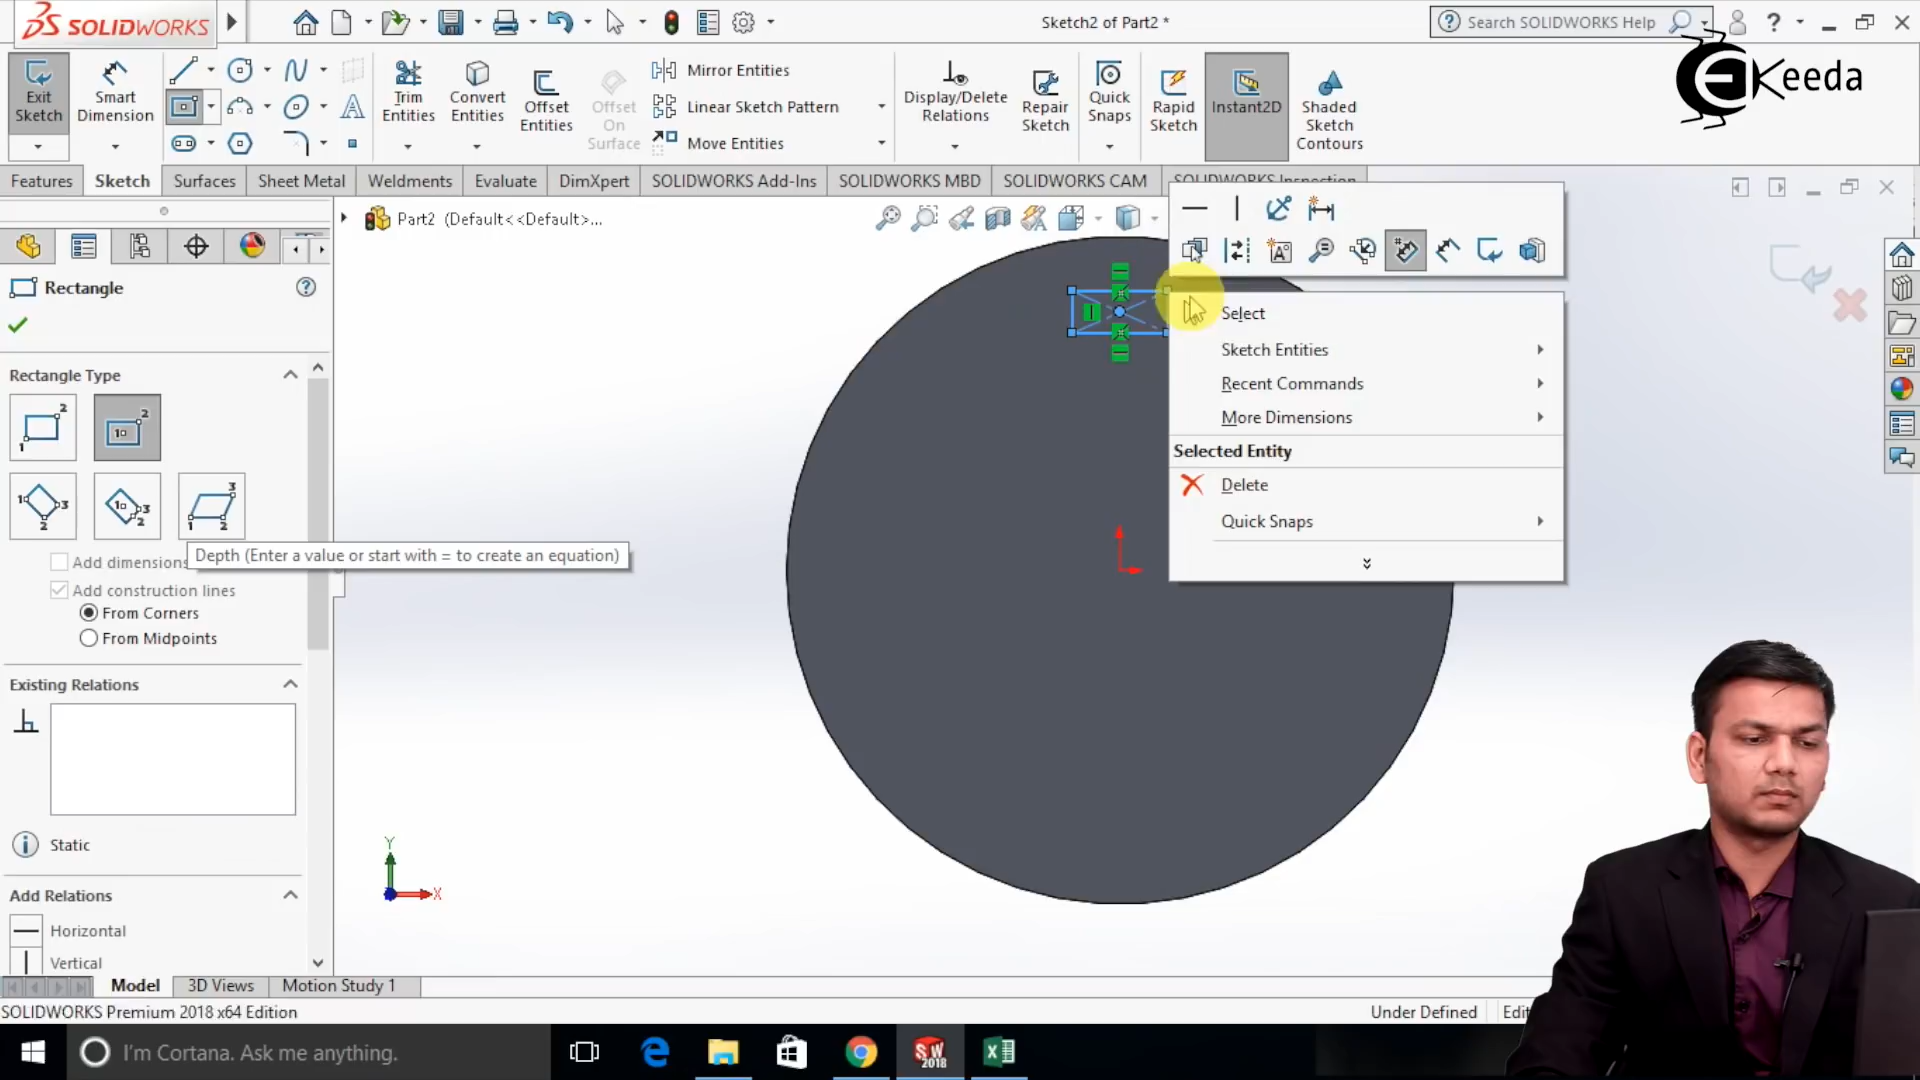 SOLIDWORKS
Sketch2 of Part2 *
Search SOLIDWORKS Help
Keeda
Exit Sketch
Smart Dimension
Trim Entities
Convert Entities
Offset Entities
Offset On Surface
Mirror Entities
Linear Sketch Pattern
Move Entities
Display/Delete Relations
Repair Sketch
Quick Snaps
Rapid Sketch
Instant2D
Shaded Sketch Contours
Features
Sketch
Surfaces
Sheet Metal
Weldments
Evaluate
DimXpert
SOLIDWORKS Add-Ins
SOLIDWORKS MBD
SOLIDWORKS CAM
SOLIDWORKS Inspection
Part2 (Default<<Default>...
Rectangle
Rectangle Type
Add dimensions
Depth (Enter a value or start with = to create an equation)
Add construction lines
From Corners
From Midpoints
Existing Relations
Static
Add Relations
Horizontal
Vertical
Select
Sketch Entities
Recent Commands
More Dimensions
Selected Entity
Delete
Quick Snaps
Y
X
Model
3D Views
Motion Study 1
SOLIDWORKS Premium 2018 x64 Edition
Under Defined
Edit
I'm Cortana. Ask me anything.
SW
2018